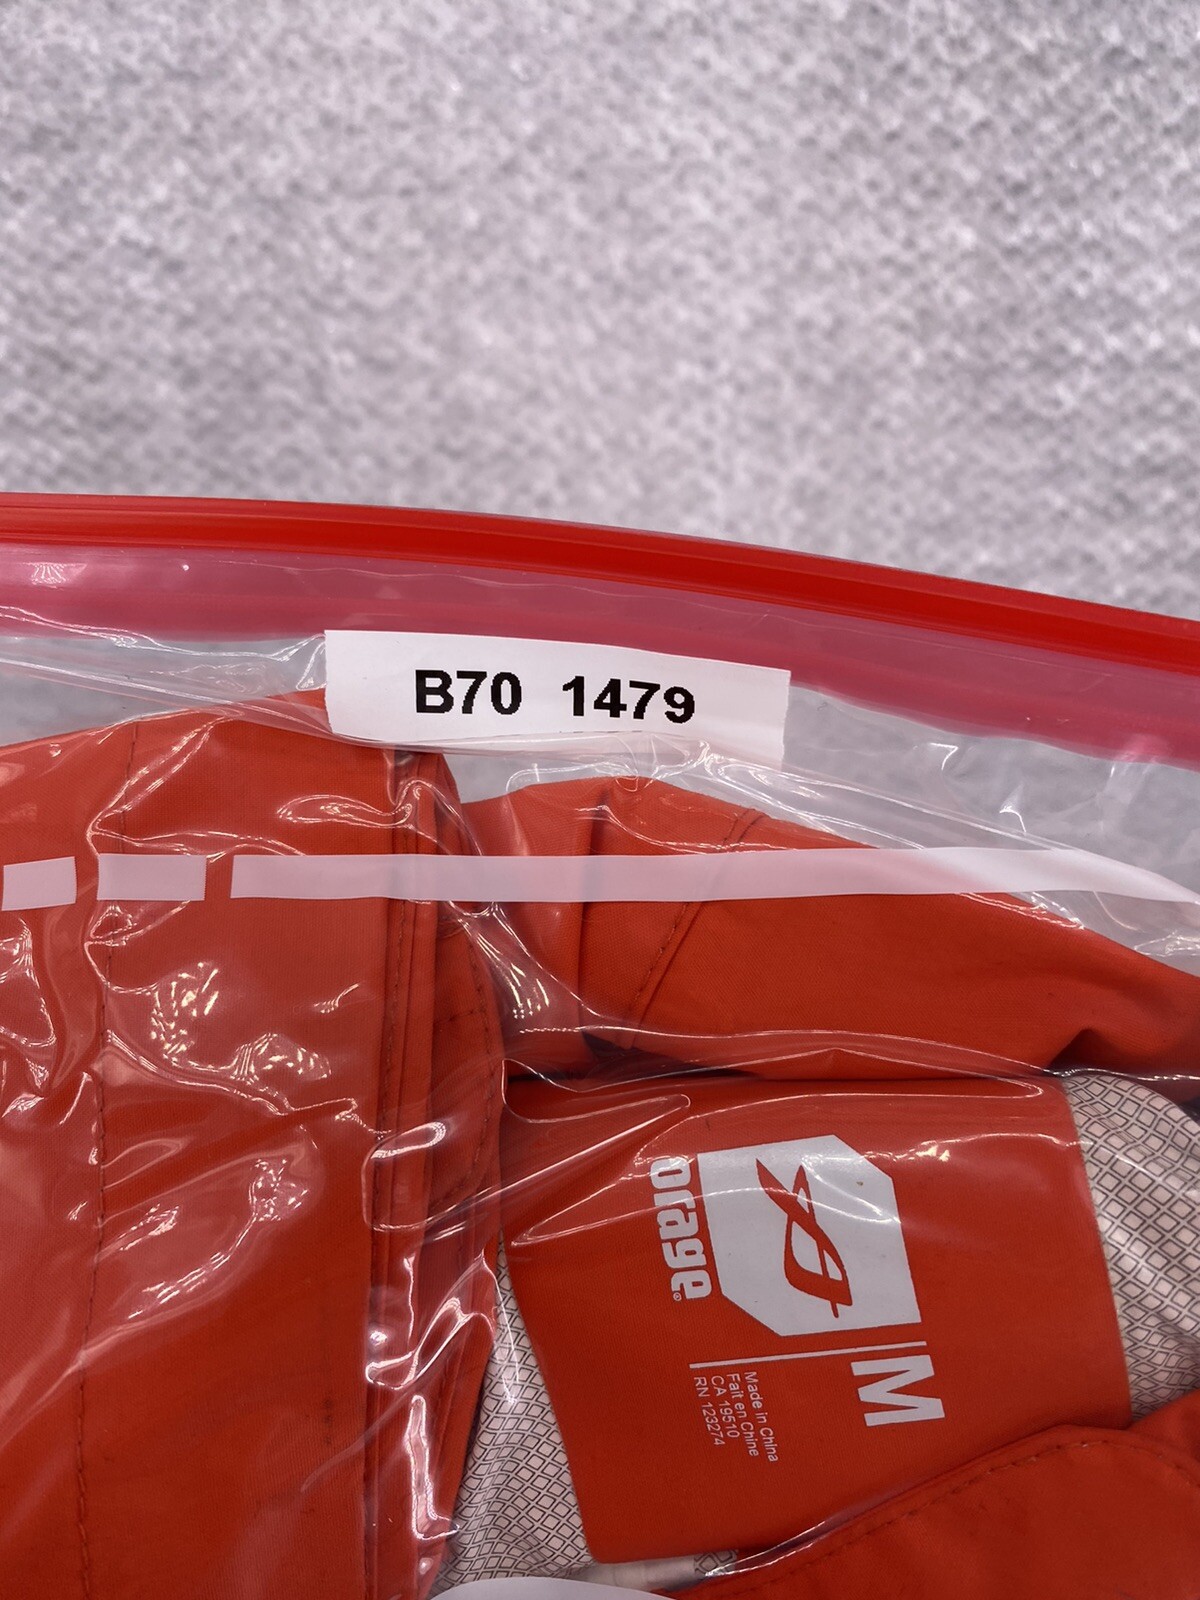 B70 1479
orage®
M
Made in China
Fait en Chine
CA 19510
RN 123274